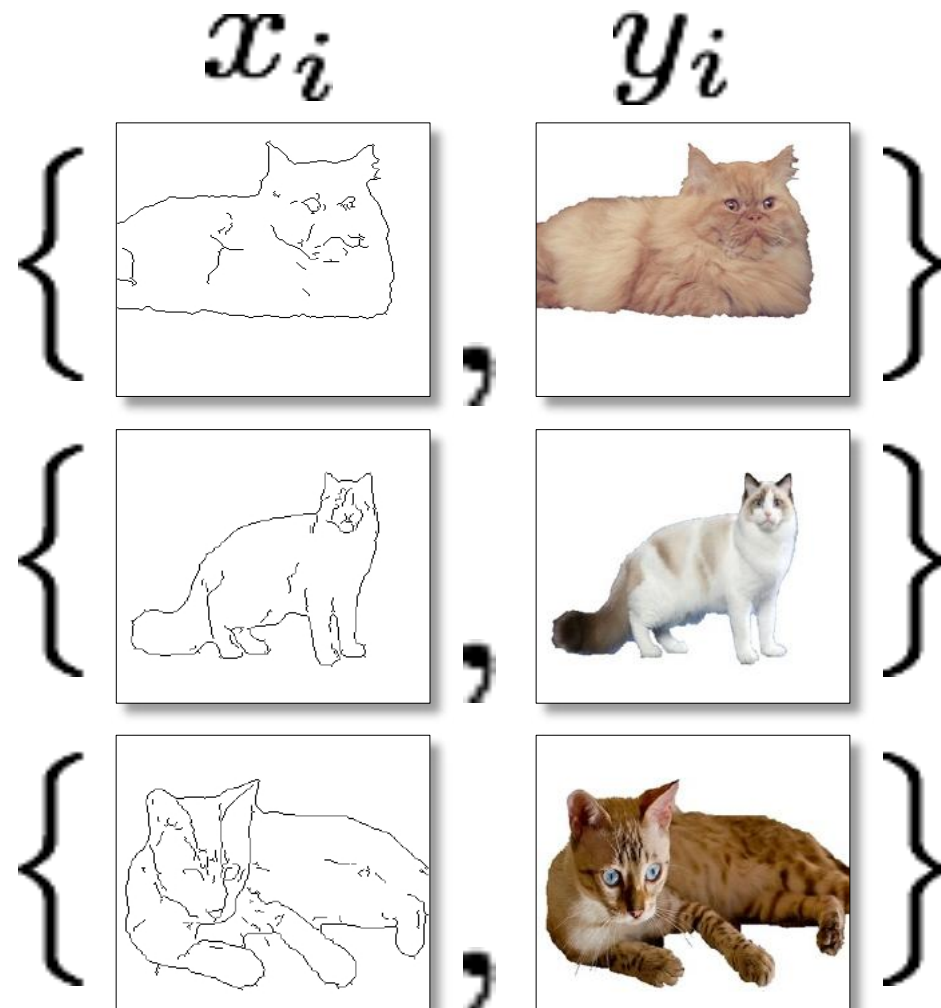 x_i y_i
{ , }
{ , }
{ , }